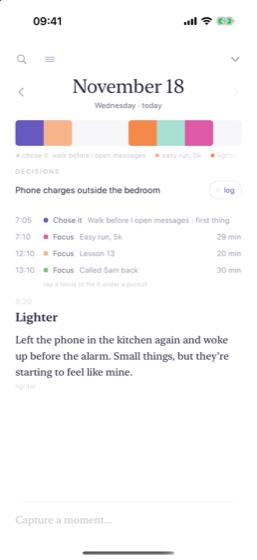 09:41
November 18
Wednesday · today
chose it · walk before I open messages easy run, 5k
DECISIONS
Phone charges outside the bedroom log
7:05 Chose it Walk before I open messages · first thing
7:10 Focus Easy run, 5k 29 min
12:10 Focus Lesson 13 20 min
13:10 Focus Called Sam back 30 min
tap a focus to file it under a pursuit
8:20
Lighter
Left the phone in the kitchen again and woke
up before the alarm. Small things, but they’re
starting to feel like mine.
lighter
Capture a moment...